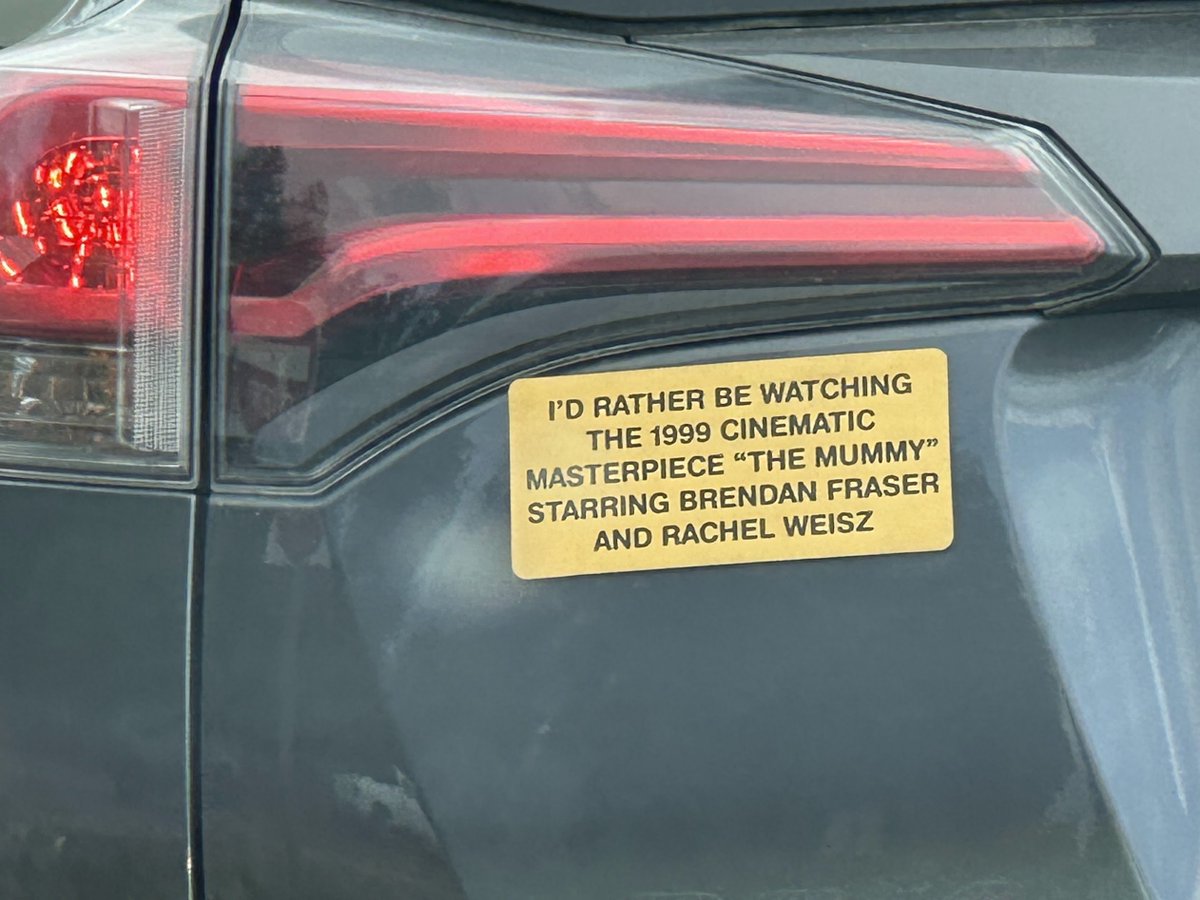 I'D RATHER BE WATCHING
THE 1999 CINEMATIC
MASTERPIECE “THE MUMMY”
STARRING BRENDAN FRASER
AND RACHEL WEISZ